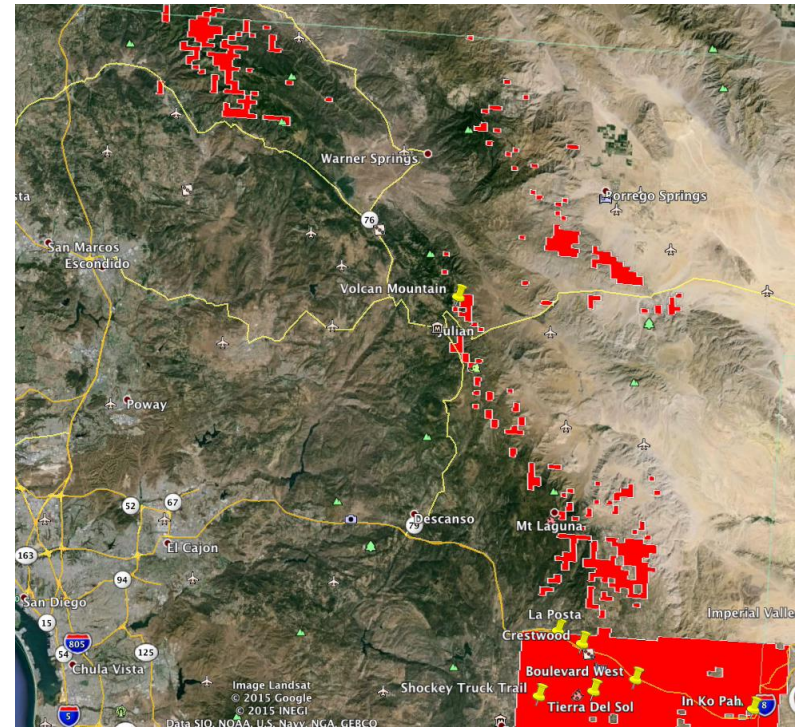 Warner Springs
Borrego Springs
76
sta
San Marcos
Escondido
Volcan Mountain
Julian
Poway
52
67
Descanso
79
Mt Laguna
163
El Cajon
94
San Diego
La Posta
Imperial Valle
15
Crestwood
805
54
125
Chula Vista
Boulevard West
Shockey Truck Trail
In Ko Pah
8
Tierra Del Sol
5
Image Landsat
© 2015 Google
© 2015 INEGI
Data SIO, NOAA, U.S. Navy, NGA, GEBCO